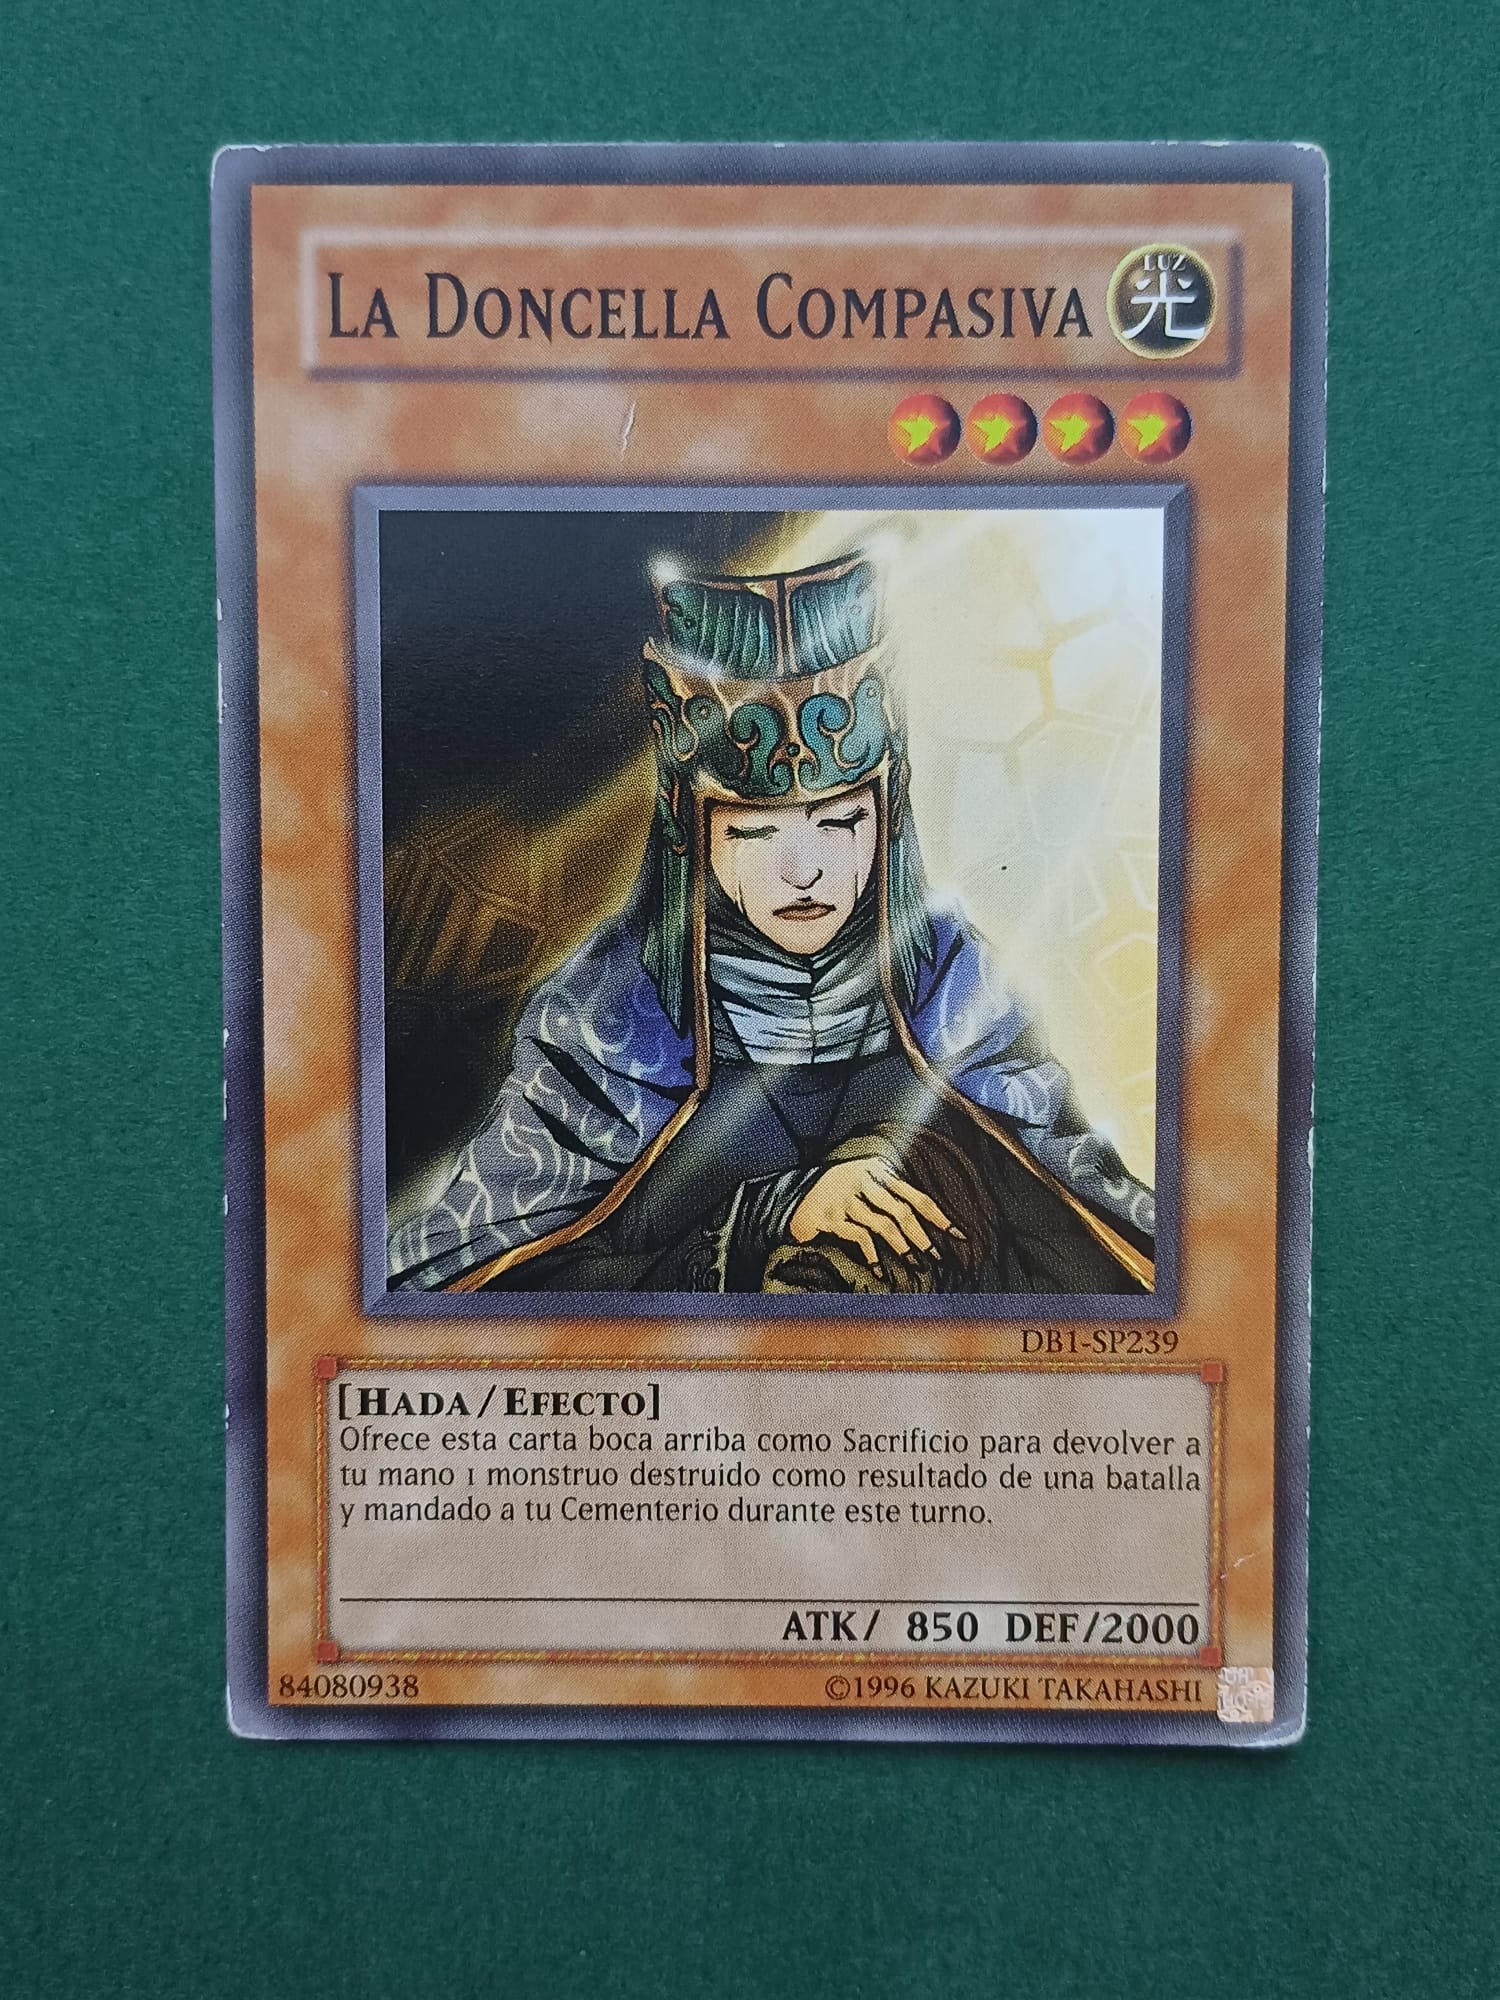 LA DONCELLA COMPASIVA
LUZ
光
DB1-SP239
[HADA/EFECTO]
Ofrece esta carta boca arriba como Sacrificio para devolver a
tu mano 1 monstruo destruido como resultado de una batalla
y mandado a tu Cementerio durante este turno.
ATK/ 850 DEF/2000
84080938
©1996 KAZUKI TAKAHASHI